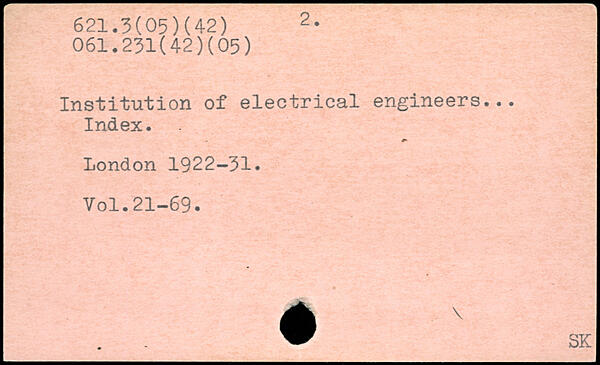 621.3(05)(42) 2.
061.231(42)(05)
Institution of electrical engineers...
Index.
London 1922-31.
Vol.21-69.
SK